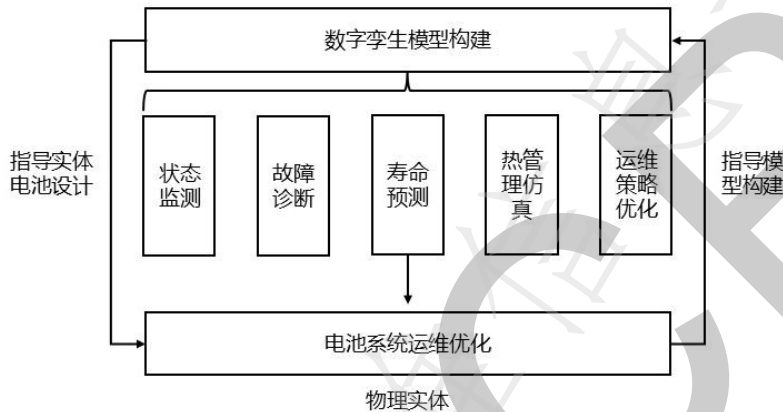 数字孪生模型构建
指导实体
电池设计
状态
监测
故障
诊断
寿命
预测
热管
理仿
真
运维
策略
优化
指导模
型构建
电池系统运维优化
物理实体